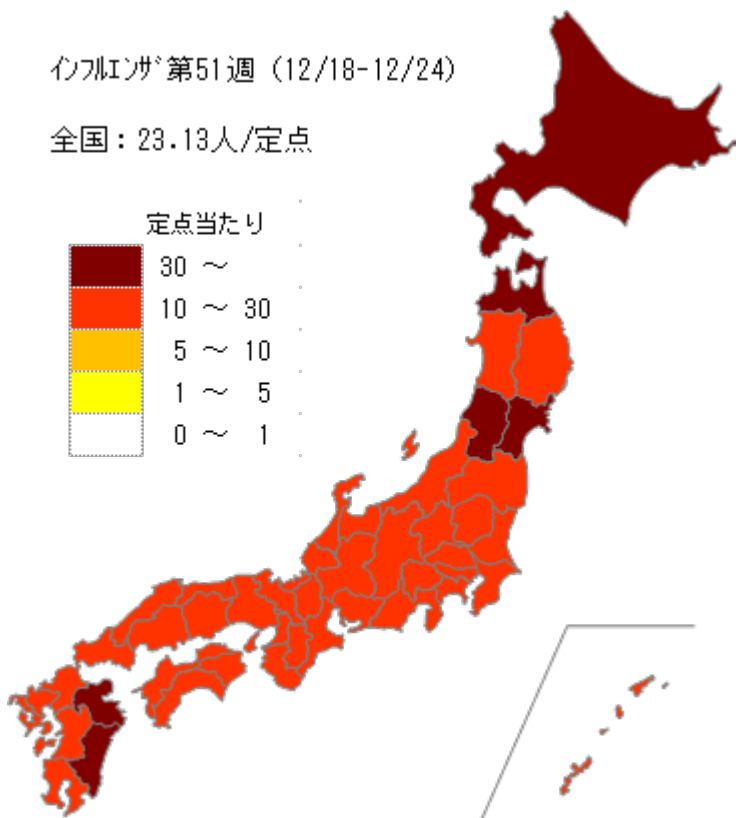 ｲﾝﾌﾙｴﾝｻﾞ第51週 (12/18-12/24)
全国：23.13人/定点
定点当たり
30 ～
10 ～ 30
5 ～ 10
1 ～ 5
0 ～ 1